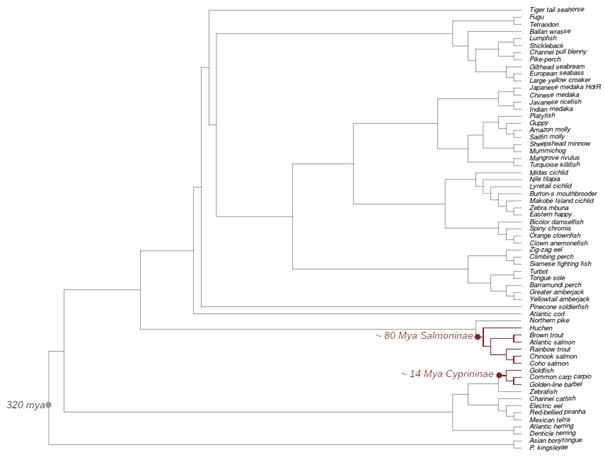 Tiger tail seahorse
Fugu
Tetraodon
Ballan wrasse
Lumpfish
Stickleback
Channel bull blenny
Pike-perch
Gilthead seabream
European seabass
Large yellow croaker
Japanese medaka HdrR
Chinese medaka
Javanese ricefish
Indian medaka
Platyfish
Guppy
Amazon molly
Sailfin molly
Sheepshead minnow
Mummichog
Mangrove rivulus
Turquoise killifish
Midas cichlid
Nile tilapia
Lyretail cichlid
Burton-s mouthbrooder
Makobe Island cichlid
Zebra mbuna
Eastern happy
Bicolor damselfish
Spiny chromis
Orange clownfish
Clown anemonefish
Zig-zag eel
Climbing perch
Siamese fighting fish
Turbot
Tongue sole
Barramundi perch
Greater amberjack
Yellowtail amberjack
Pinecone soldierfish
Atlantic cod
Northern pike
Huchen
Brown trout
~ 80 Mya Salmoninae
Atlantic salmon
Rainbow trout
Chinook salmon
Coho salmon
Goldfish
~ 14 Mya Cyprininae
Common carp carpio
Golden-line barbel
Zebrafish
Channel catfish
320 mya
Electric eel
Red-bellied piranha
Mexican tetra
Atlantic herring
Denticle herring
Asian bonytongue
P. kingsleyae